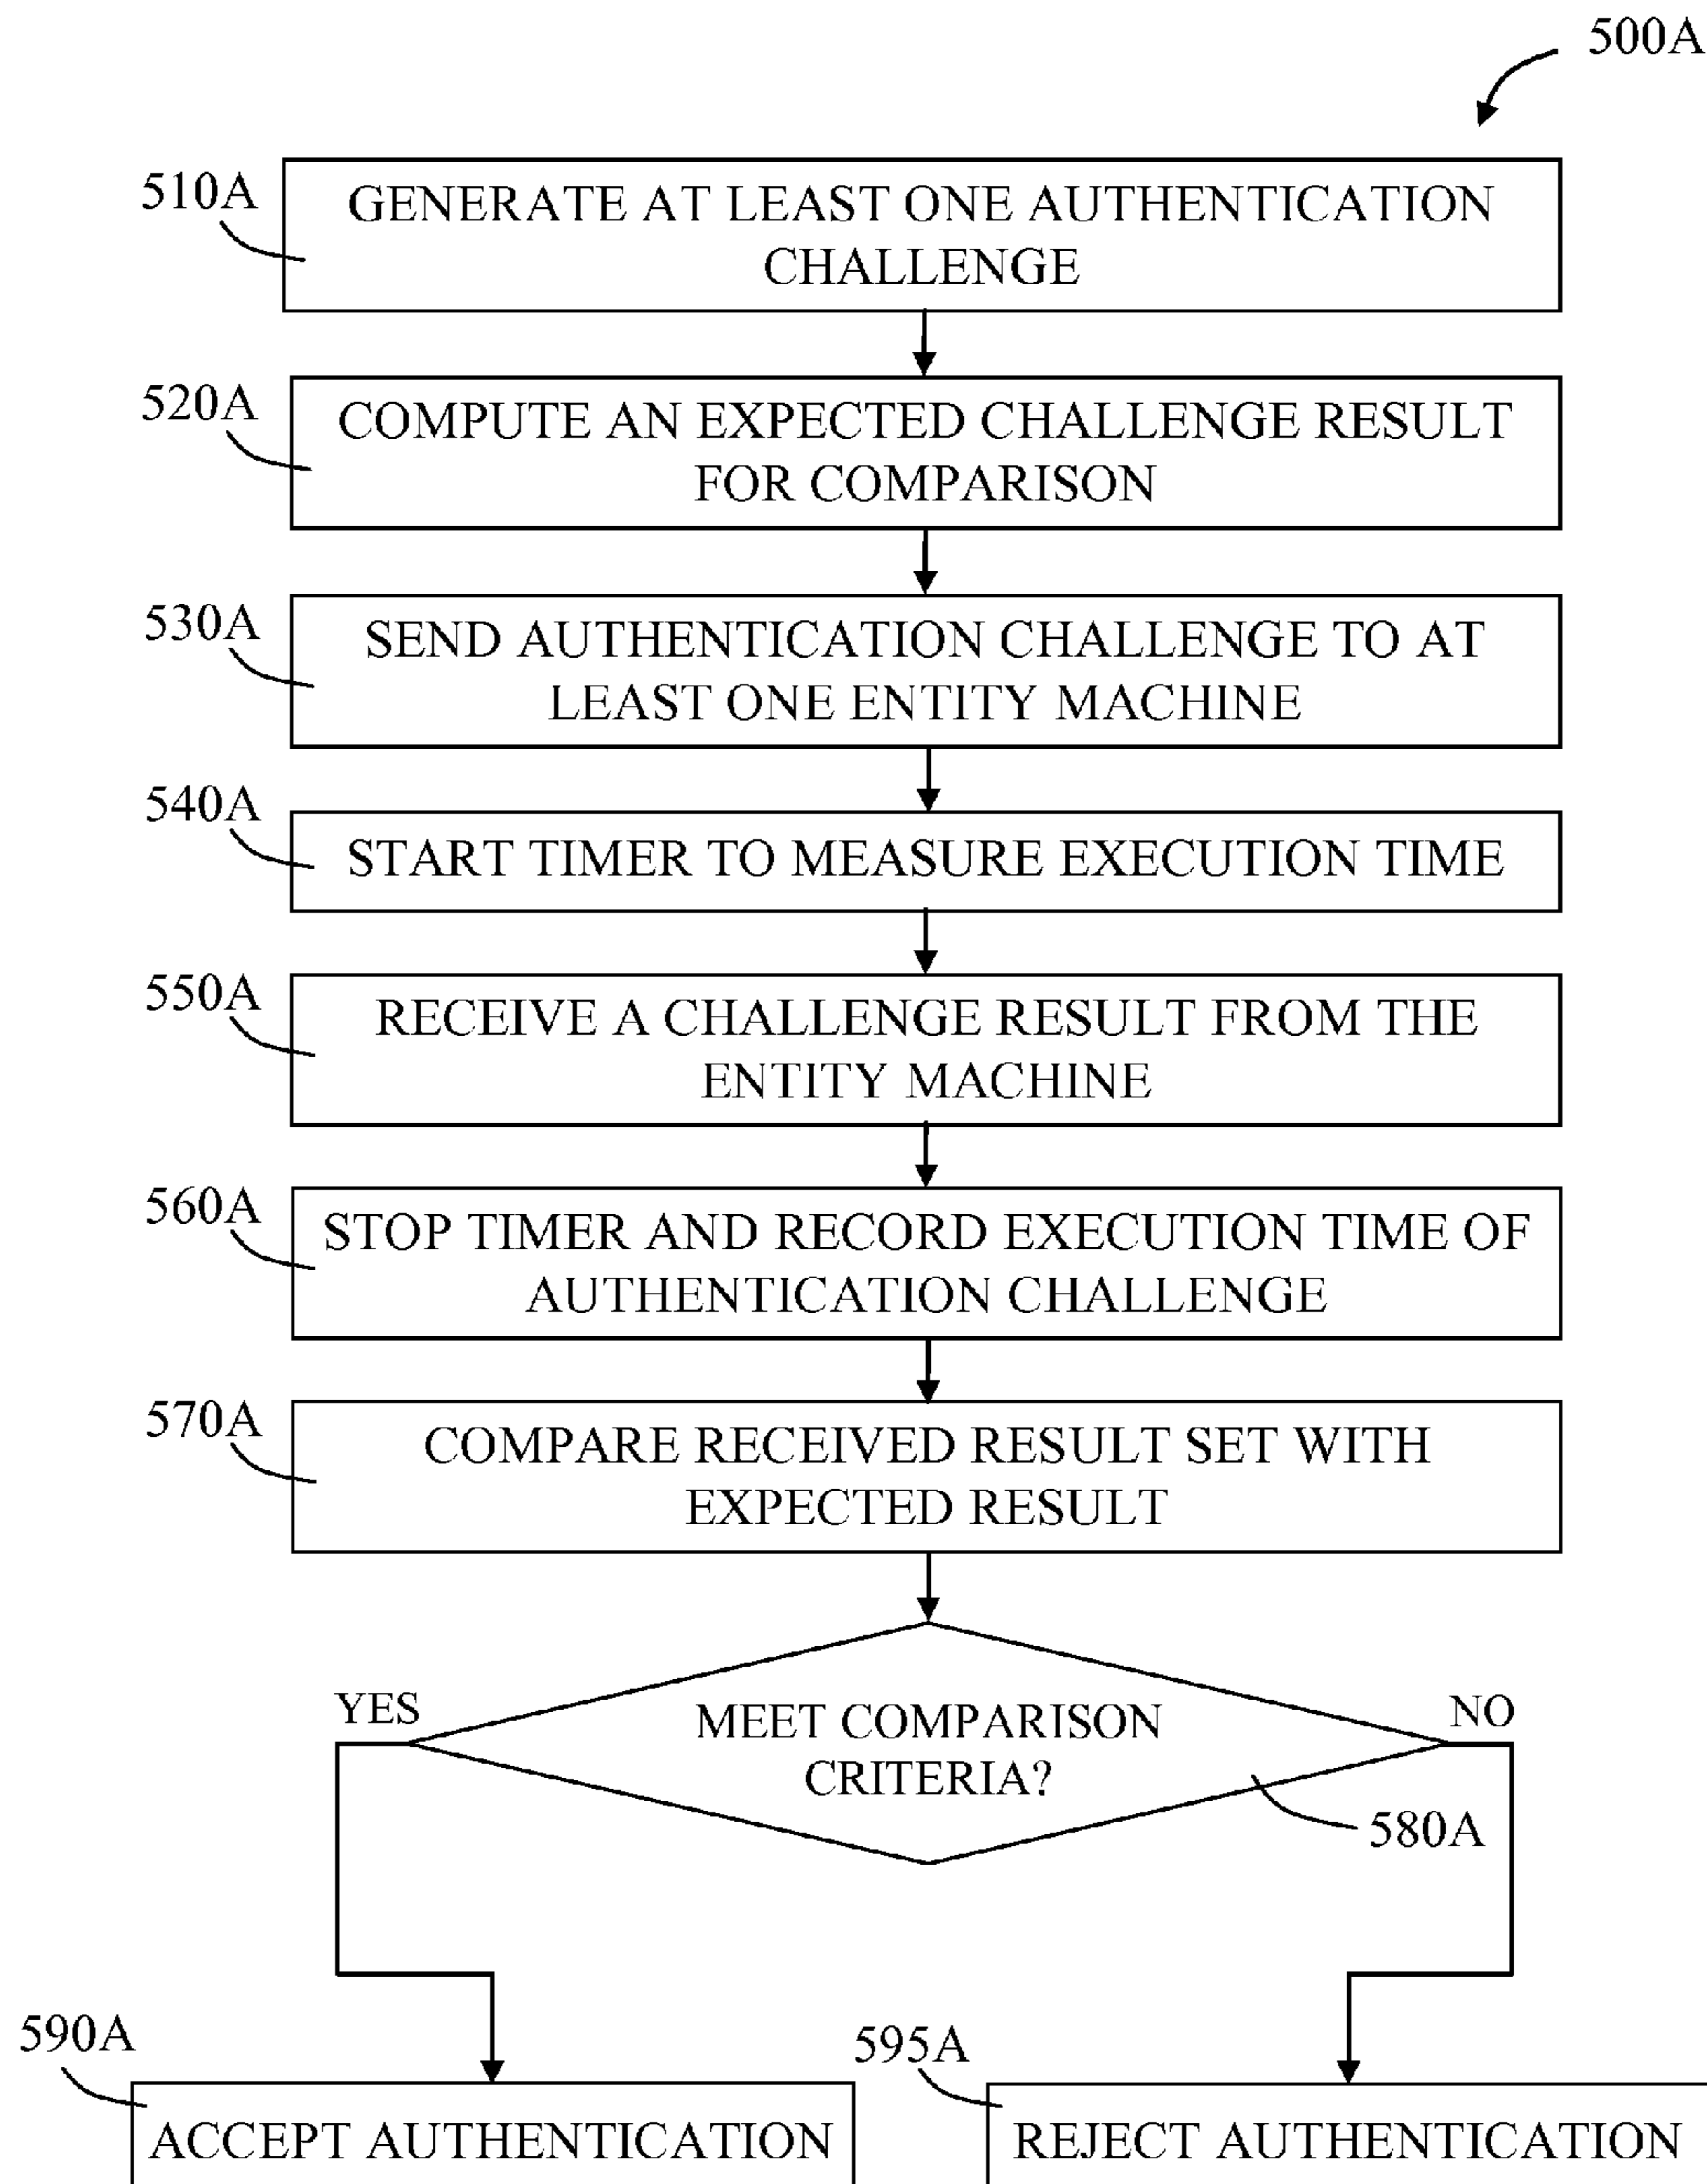 500A
510A
GENERATE AT LEAST ONE AUTHENTICATION
CHALLENGE
520A
COMPUTE AN EXPECTED CHALLENGE RESULT
FOR COMPARISON
530A
SEND AUTHENTICATION CHALLENGE TO AT
LEAST ONE ENTITY MACHINE
540A
START TIMER TO MEASURE EXECUTION TIME
550A
RECEIVE A CHALLENGE RESULT FROM THE
ENTITY MACHINE
560A
STOP TIMER AND RECORD EXECUTION TIME OF
AUTHENTICATION CHALLENGE
570A
COMPARE RECEIVED RESULT SET WITH
EXPECTED RESULT
YES
NO
MEET COMPARISON
CRITERIA?
580A
590A
ACCEPT AUTHENTICATION
595A
REJECT AUTHENTICATION